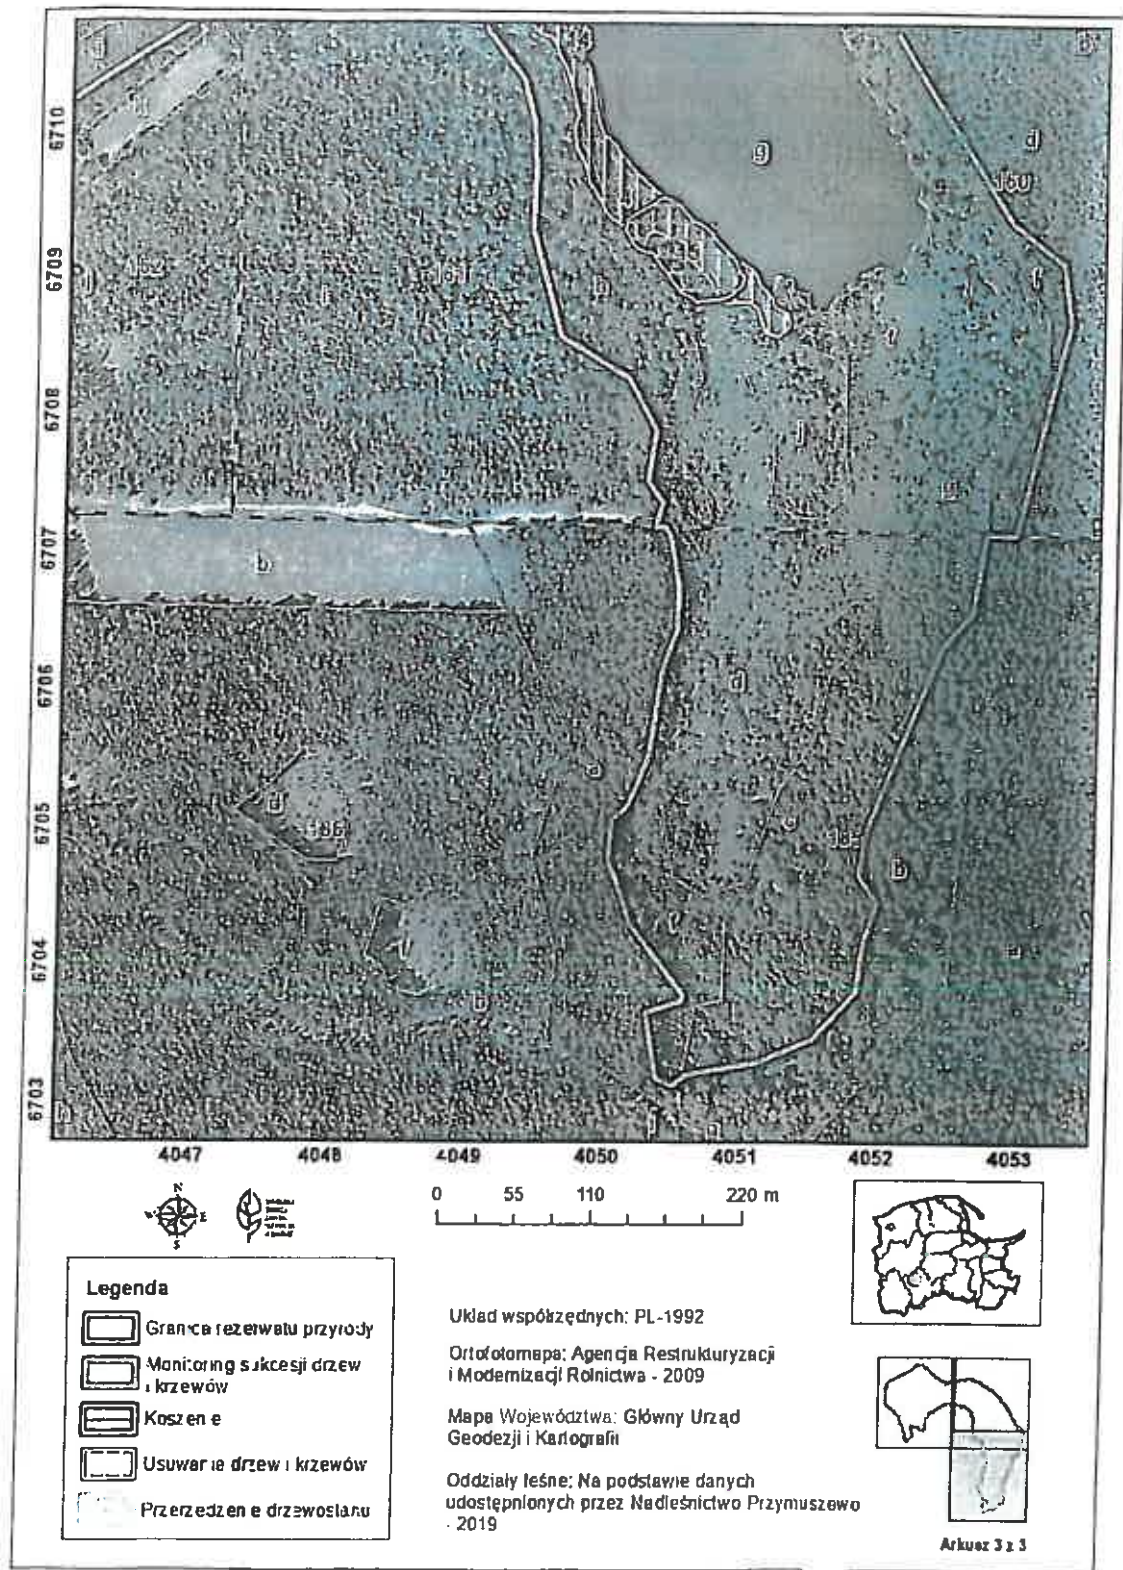 g
d
160
g
6710
6709
6708
6707
6706
6705
6704
6703
152
h
f
j
b
d
a
d
b
4047
4048
4049
4050
4051
4052
4053
N
E
S
0 55 110 220 m
Legenda
Granica rezerwatu przyrody
Monitoring sukcesji drzew
i krzewów
Koszenie
Usuwanie drzew i krzewów
Przerzedzenie drzewostanu
Układ współrzędnych: PL-1992
Ortofotomapa: Agencja Restrukturyzacji
i Modernizacji Rolnictwa - 2009
Mapa Województwa: Główny Urząd
Geodezji i Kartografii
Oddziały leśne: Na podstawie danych
udostępnionych przez Nadleśnictwo Przymuszewo
- 2019
Arkusz 3 z 3